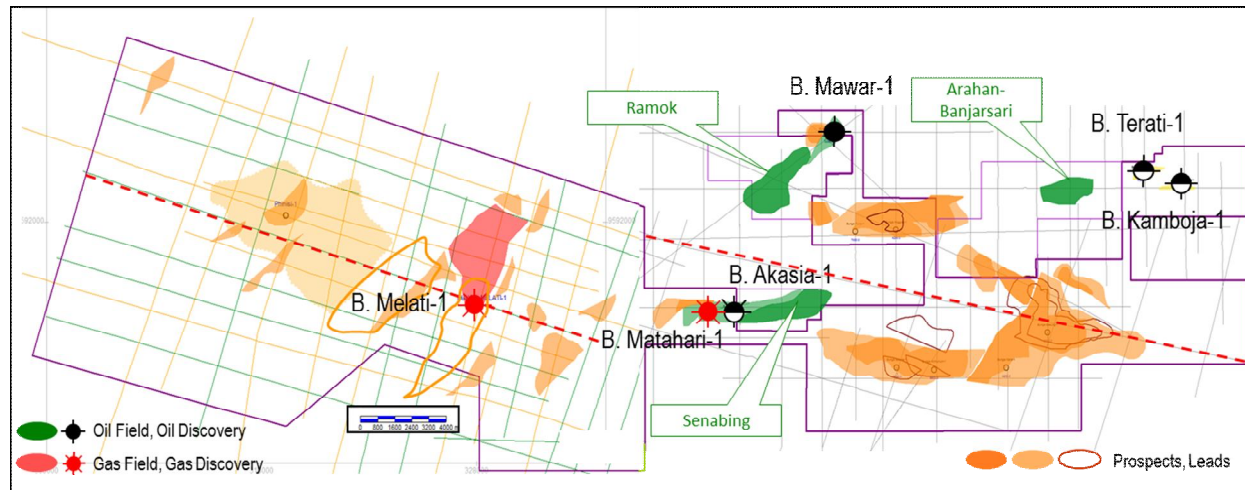 B. Mawar-1
Arahan-
Banjarsari
Ramok
B. Terati-1
9592000
B. Kamboja-1
B. Akasia-1
B. Melati-1
B. Matahari-1
0 800 1600 2400 3200 4000 m
Senabing
Oil Field, Oil Discovery
Gas Field, Gas Discovery
Prospects, Leads